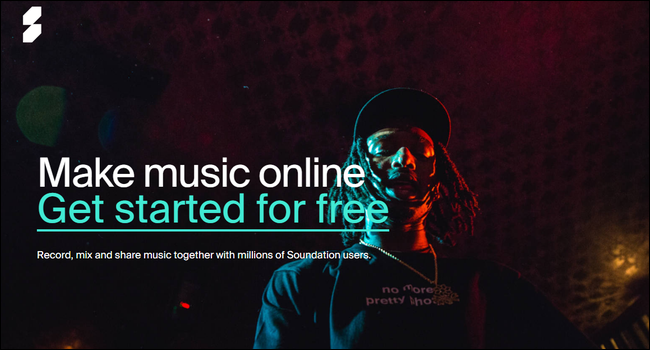 Make music online
Get started for free
Record, mix and share music together with millions of Soundation users.
no more
pretty